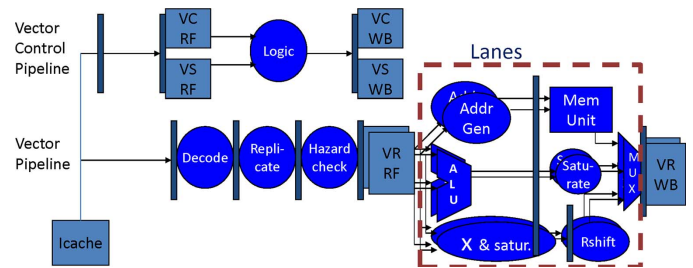 Vector
Control
Pipeline
VC
RF
VS
RF
Logic
VC
WB
VS
WB
Lanes
Addr
Gen
Mem
Unit
Vector
Pipeline
Decode
Repli-
cate
Hazard
check
VR
RF
A
L
U
Satu-
rate
M
U
X
VR
WB
X & satur.
Rshift
Icache